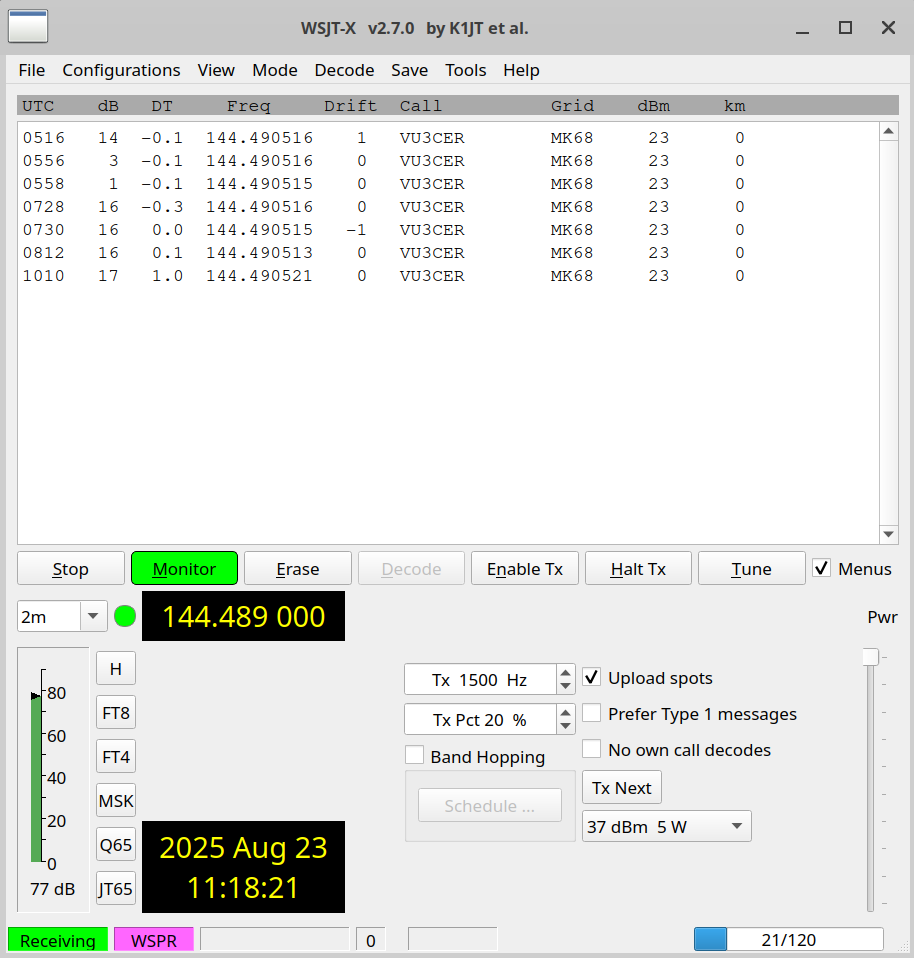 WSJT-X v2.7.0 by K1JT et al.
File Configurations View Mode Decode Save Tools Help
UTC dB DT Freq Drift Call Grid dBm km
0516 14 −0.1 144.490516 1 VU3CER MK68 23 0
0556 3 −0.1 144.490516 0 VU3CER MK68 23 0
0558 1 −0.1 144.490515 0 VU3CER MK68 23 0
0728 16 −0.3 144.490516 0 VU3CER MK68 23 0
0730 16 0.0 144.490515 −1 VU3CER MK68 23 0
0812 16 0.1 144.490513 0 VU3CER MK68 23 0
1010 17 1.0 144.490521 0 VU3CER MK68 23 0
Stop Monitor Erase Decode Enable Tx Halt Tx Tune Menus
2m 144.489 000 Pwr
80
60
40
20
0
77 dB
H
FT8
FT4
MSK
Q65
JT65
Tx 1500 Hz Upload spots
Tx Pct 20 % Prefer Type 1 messages
Band Hopping No own call decodes
Schedule ... Tx Next
37 dBm 5 W
2025 Aug 23
11:18:21
Receiving WSPR 0 21/120